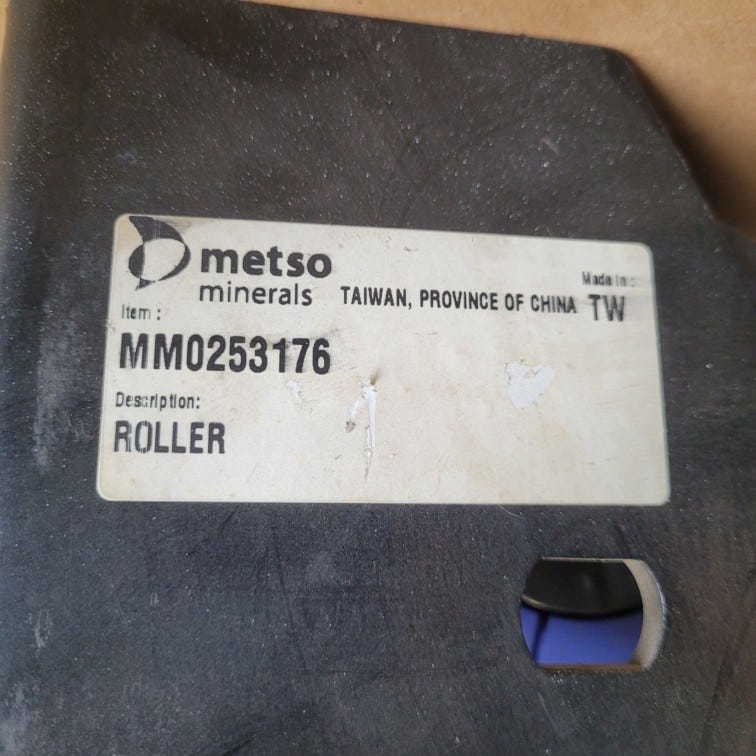 metso
minerals
TAIWAN, PROVINCE OF CHINA
Made in:
TW
Item :
MM0253176
Description:
ROLLER